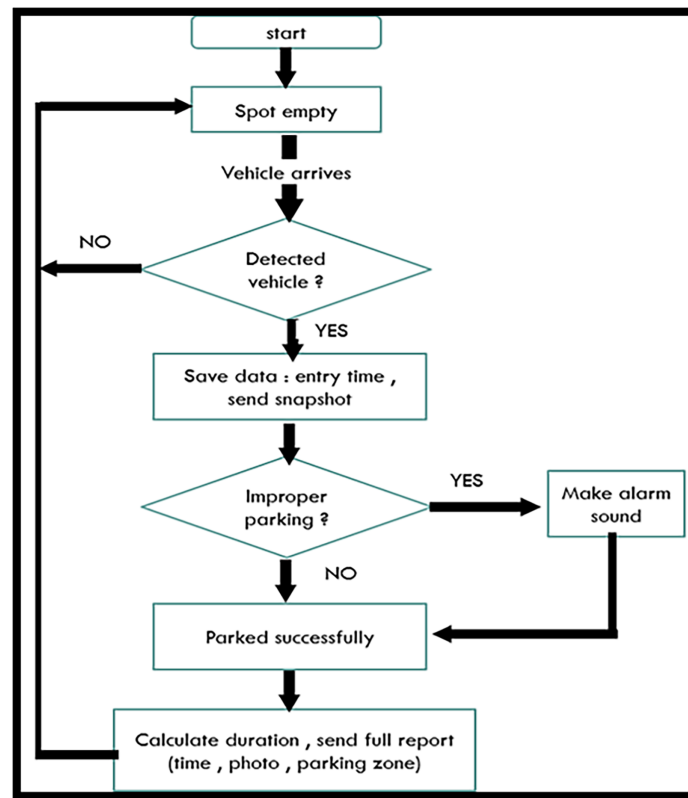 start
Spot empty
Vehicle arrives
NO
Detected
vehicle ?
YES
Save data : entry time ,
send snapshot
Improper
parking ?
YES
Make alarm
sound
NO
Parked successfully
Calculate duration , send full report
(time , photo , parking zone)